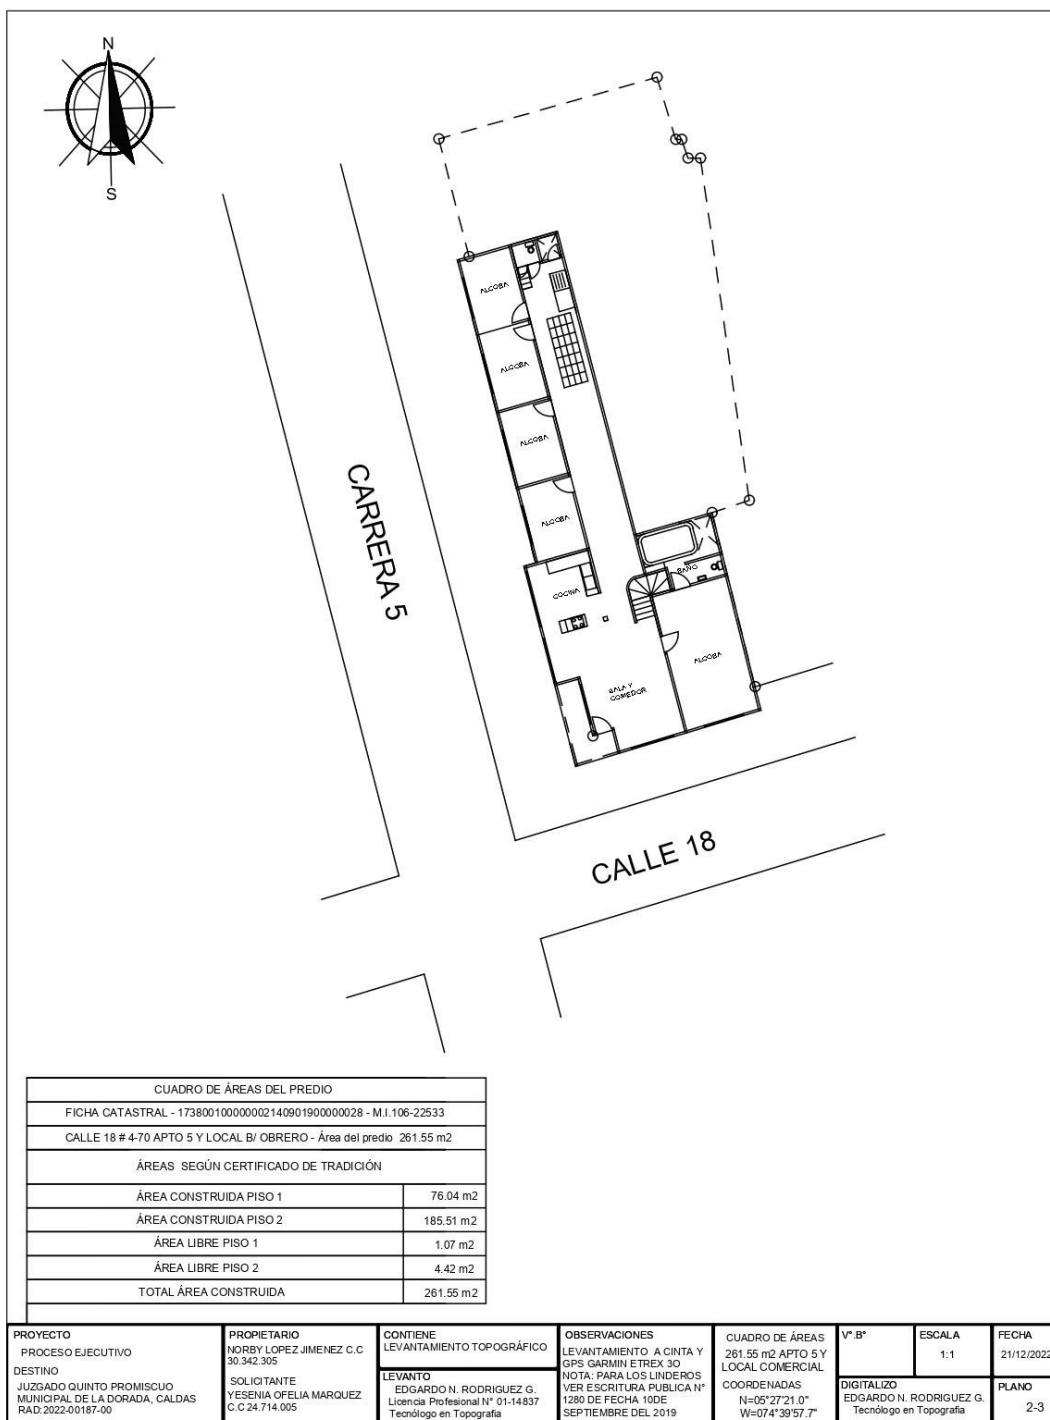 N
S
ALCOBA
ALCOBA
ALCOBA
ALCOBA
COCINA
BAÑO
ALCOBA
SALA Y
COMEDOR
CARRERA 5
CALLE 18
CUADRO DE ÁREAS DEL PREDIO
FICHA CATASTRAL - 173800100000002140901900000028 - M.I.106-22533
CALLE 18 # 4-70 APTO 5 Y LOCAL B/ OBRERO - Área del predio 261.55 m2
ÁREAS SEGÚN CERTIFICADO DE TRADICIÓN
ÁREA CONSTRUIDA PISO 1 76.04 m2
ÁREA CONSTRUIDA PISO 2 185.51 m2
ÁREA LIBRE PISO 1 1.07 m2
ÁREA LIBRE PISO 2 4.42 m2
TOTAL ÁREA CONSTRUIDA 261.55 m2
PROYECTO
PROCESO EJECUTIVO
DESTINO
JUZGADO QUINTO PROMISCUO
MUNICIPAL DE LA DORADA, CALDAS
RAD:2022-00187-00
PROPIETARIO
NORBY LOPEZ JIMENEZ C.C
30.342.305
SOLICITANTE
YESENIA OFELIA MARQUEZ
C.C 24.714.005
CONTIENE
LEVANTAMIENTO TOPOGRÁFICO
LEVANTO
EDGARDO N. RODRIGUEZ G.
Licencia Profesional N° 01-14837
Tecnólogo en Topografia
OBSERVACIONES
LEVANTAMIENTO A CINTA Y
GPS GARMIN ETREX 3O
NOTA: PARA LOS LINDEROS
VER ESCRITURA PUBLICA N°
1280 DE FECHA 10DE
SEPTIEMBRE DEL 2019
CUADRO DE ÁREAS
261.55 m2 APTO 5 Y
LOCAL COMERCIAL
COORDENADAS
N=05°27'21.0"
W=074°39'57.7"
V°.B°
ESCALA
1:1
FECHA
21/12/2022
DIGITALIZO
EDGARDO N. RODRIGUEZ G.
Tecnólogo en Topografia
PLANO
2-3